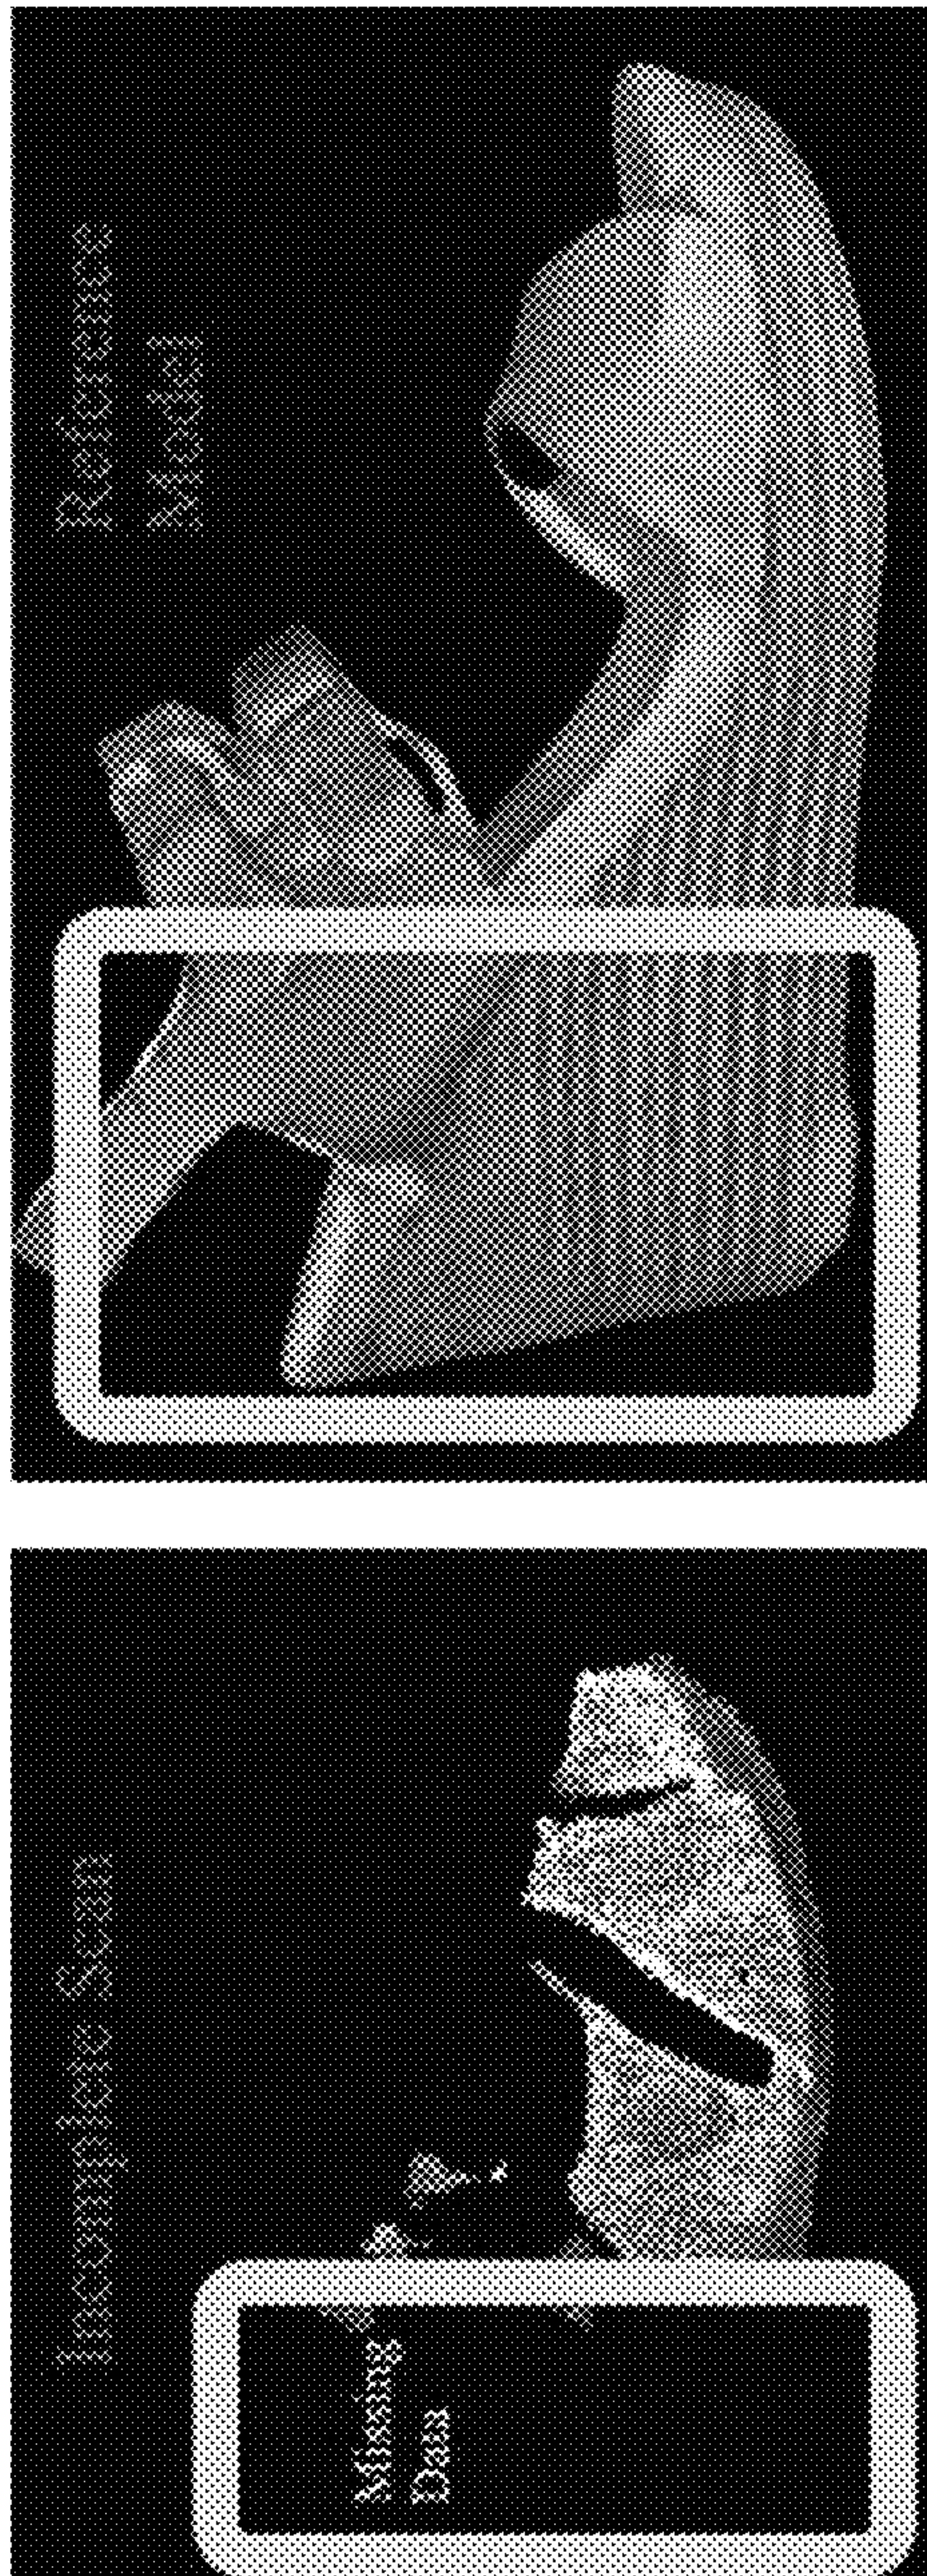 Incomplete Scan
Missing
Data
Reference
Model